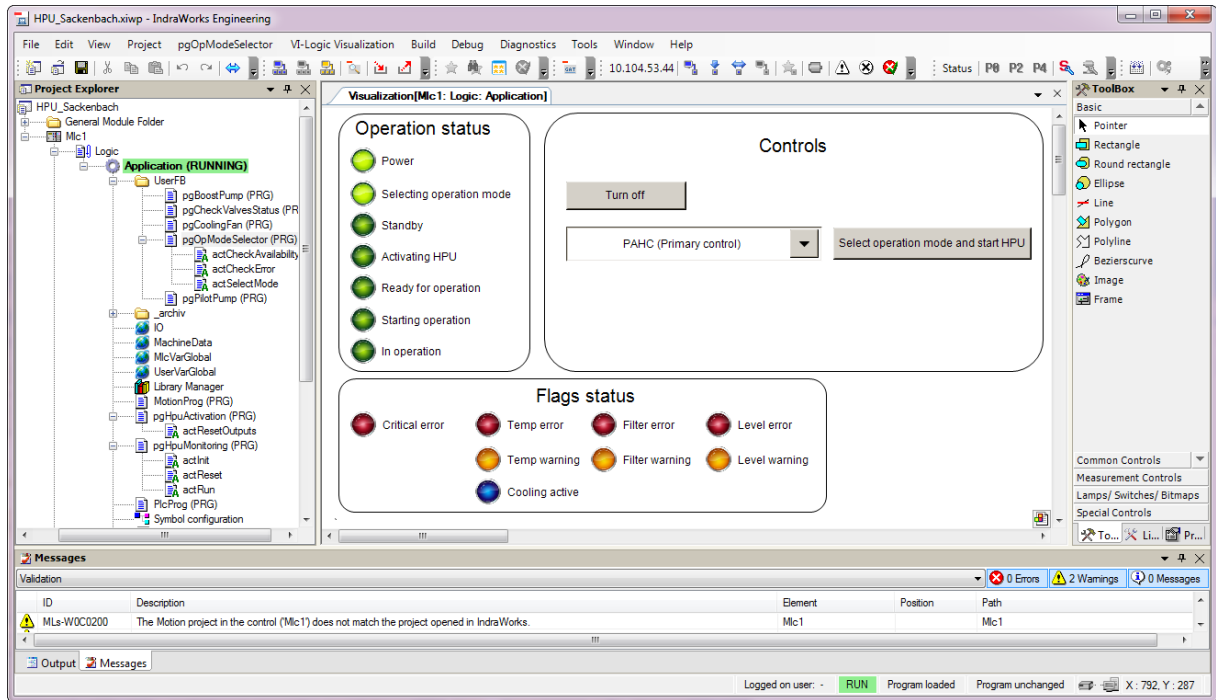 HPU_Sackenbach.xiwp - IndraWorks Engineering
File Edit View Project pgOpModeSelector VI-Logic Visualization Build Debug Diagnostics Tools Window Help
10.104.53.44 Status P0 P2 P4
Project Explorer
HPU_Sackenbach
General Module Folder
Mlc1
Logic
Application (RUNNING)
UserFB
pgBoostPump (PRG)
pgCheckValvesStatus (PR
pgCoolingFan (PRG)
pgOpModeSelector (PRG)
actCheckAvailability
actCheckError
actSelectMode
pgPilotPump (PRG)
_archiv
IO
MachineData
MlcVarGlobal
UserVarGlobal
Library Manager
MotionProg (PRG)
pgHpuActivation (PRG)
actResetOutputs
pgHpuMonitoring (PRG)
actInit
actReset
actRun
PlcProg (PRG)
Symbol configuration
Visualization[Mlc1: Logic: Application]
Operation status
Power
Selecting operation mode
Standby
Activating HPU
Ready for operation
Starting operation
In operation
Controls
Turn off
PAHC (Primary control)
Select operation mode and start HPU
Flags status
Critical error Temp error Filter error Level error
Temp warning Filter warning Level warning
Cooling active
ToolBox
Basic
Pointer
Rectangle
Round rectangle
Ellipse
Line
Polygon
Polyline
Bezierscurve
Image
Frame
Common Controls
Measurement Controls
Lamps/ Switches/ Bitmaps
Special Controls
To... Li... Pr...
Messages
Validation 0 Errors 2 Warnings 0 Messages
ID Description Element Position Path
MLs-W0C0200 The Motion project in the control ('Mlc1') does not match the project opened in IndraWorks. Mlc1 Mlc1
Output Messages
Logged on user: - RUN Program loaded Program unchanged X : 792, Y : 287